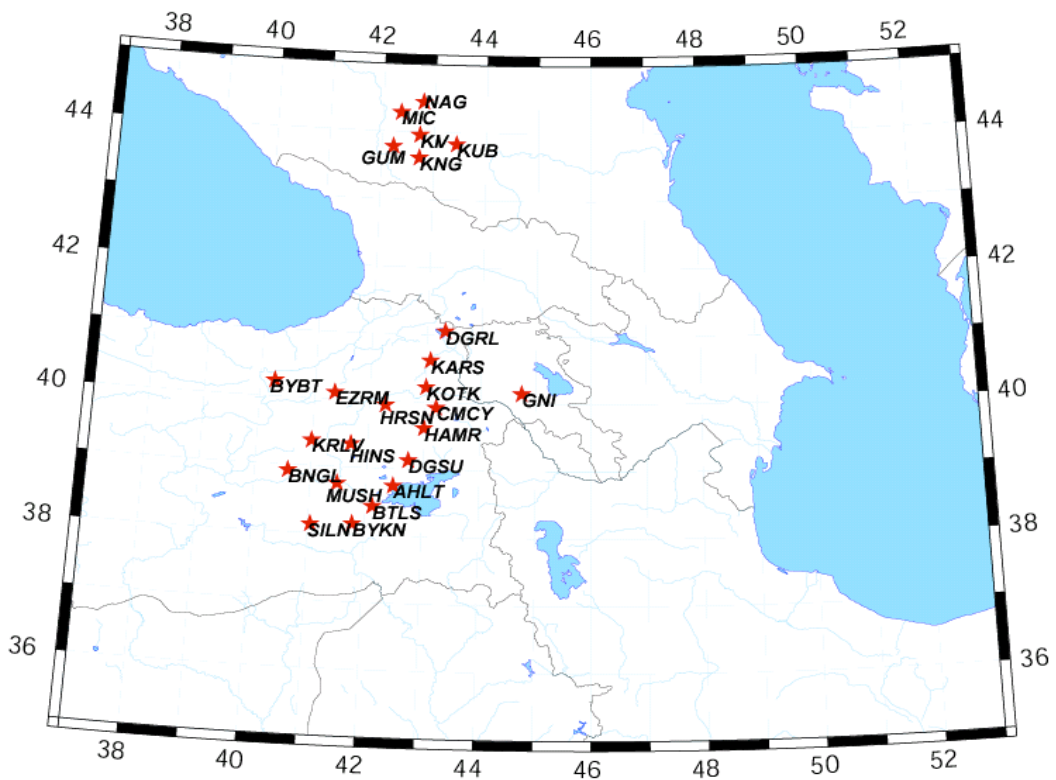 38 40 42 44 46 48 50 52
44 44
NAG
MIC
KIV KUB
GUM KNG
42 42
DGRL
KARS
40 40
BYBT EZRM KOTK GNI
HRSN CMCY
HAMR
KRLV HINS
BNGL DGSU
MUSH AHLT
BTLS
38 38
SILN BYKN
36 36
38 40 42 44 46 48 50 52